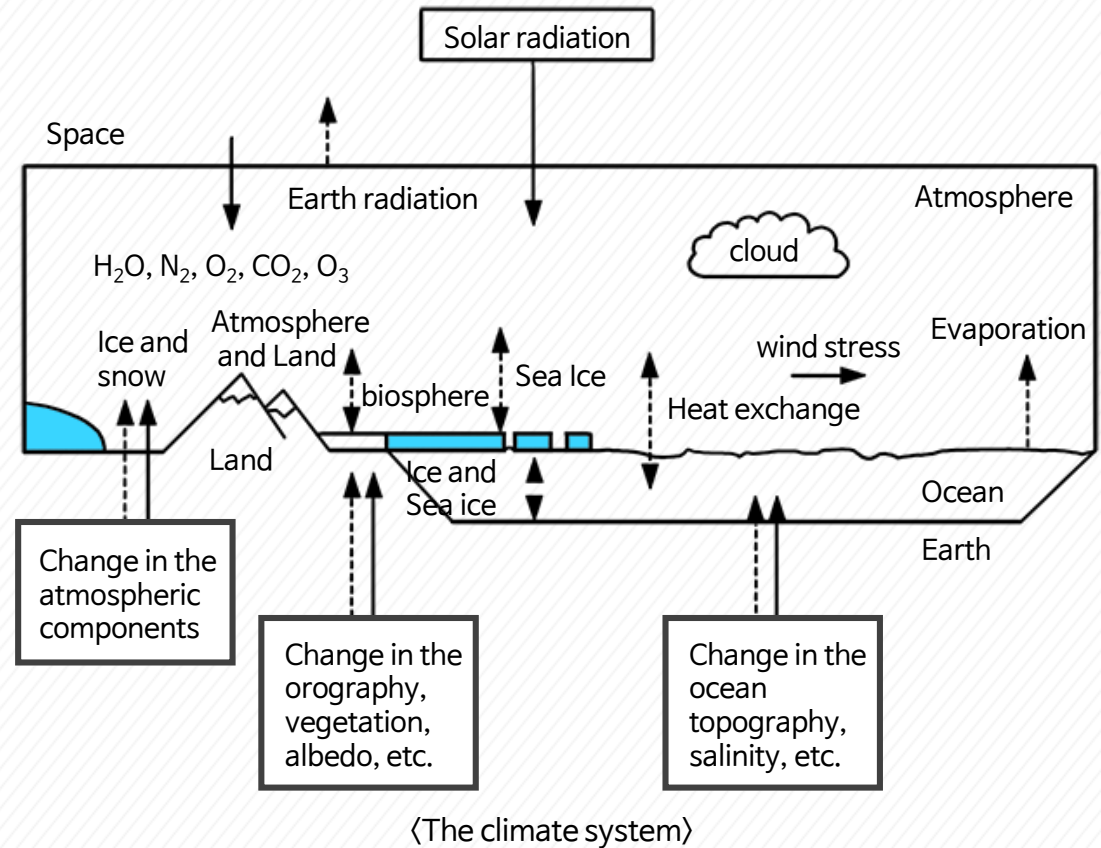 Solar radiation
Space
Earth radiation
Atmosphere
cloud
H₂O, N₂, O₂, CO₂, O₃
Atmosphere
and Land
Ice and
snow
biosphere
Sea Ice
wind stress
Evaporation
Heat exchange
Land
Ice and
Sea ice
Ocean
Earth
Change in the
atmospheric
components
Change in the
orography,
vegetation,
albedo, etc.
Change in the
ocean
topography,
salinity, etc.
〈The climate system〉